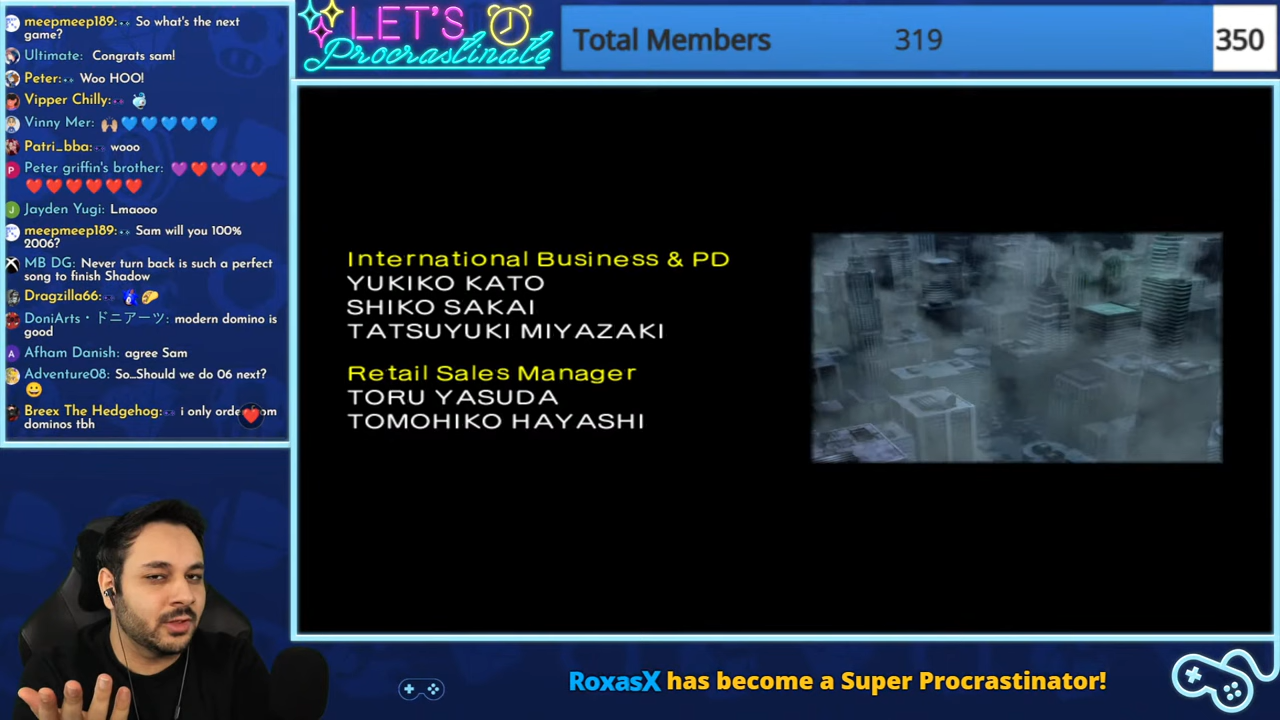 meepmeep189: So what's the next
game?
Ultimate: Congrats sam!
Peter: Woo HOO!
Vipper Chilly:
Vinny Mer: 🙌🏻💙💙💙💙💙
Patri_bba: wooo
P
Peter griffin's brother: 💜❤️💜💜❤️
❤️❤️❤️❤️❤️❤️
J
Jayden Yugi: Lmaooo
meepmeep189: Sam will you 100%
2006?
MB DG: Never turn back is such a perfect
song to finish Shadow
Dragzilla66: 🌮
DoniArts・ドニアーツ: modern domino is
good
A
Afham Danish: agree Sam
Adventure08: So...Should we do 06 next?
😀
Breex The Hedgehog: i only orde om
dominos tbh
LET'S
Procrastinate
Total Members 319 350
International Business & PD
YUKIKO KATO
SHIKO SAKAI
TATSUYUKI MIYAZAKI
Retail Sales Manager
TORU YASUDA
TOMOHIKO HAYASHI
RoxasX has become a Super Procrastinator!